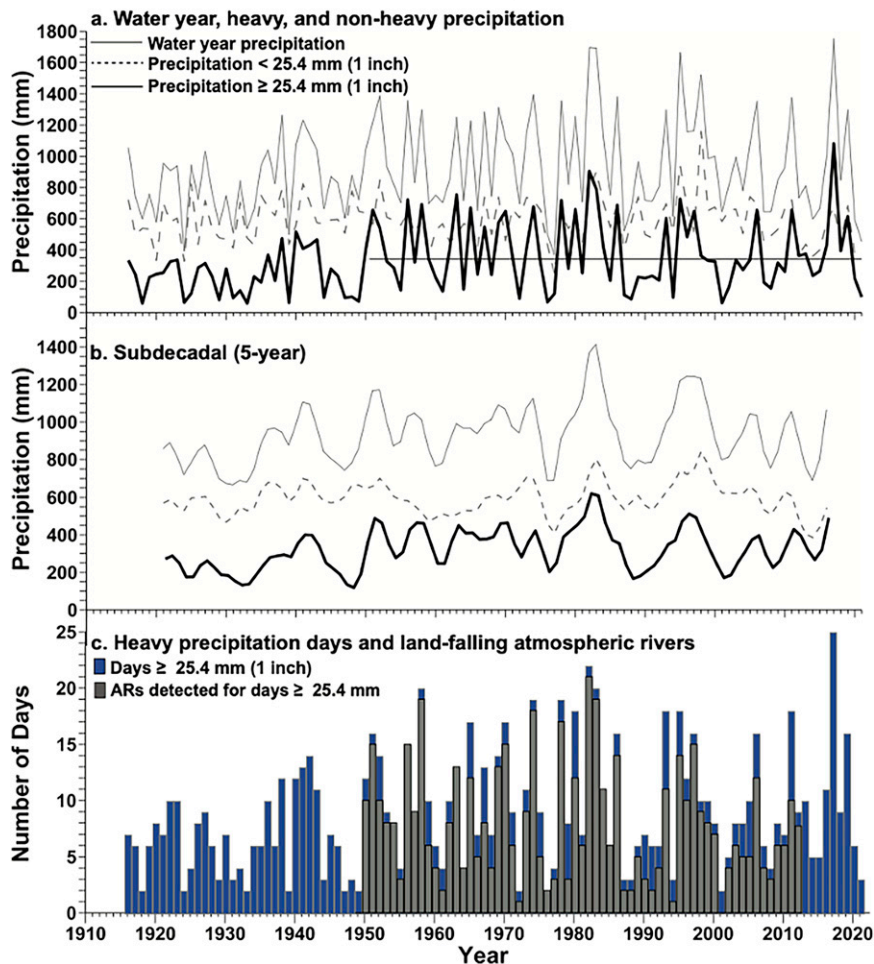 a. Water year, heavy, and non-heavy precipitation
Water year precipitation
Precipitation < 25.4 mm (1 inch)
Precipitation ≥ 25.4 mm (1 inch)
Precipitation (mm)
1800
1600
1400
1200
1000
800
600
400
200
0
b. Subdecadal (5-year)
Precipitation (mm)
1400
1200
1000
800
600
400
200
0
c. Heavy precipitation days and land-falling atmospheric rivers
Days ≥ 25.4 mm (1 inch)
ARs detected for days ≥ 25.4 mm
Number of Days
25
20
15
10
5
0
1910 1920 1930 1940 1950 1960 1970 1980 1990 2000 2010 2020
Year